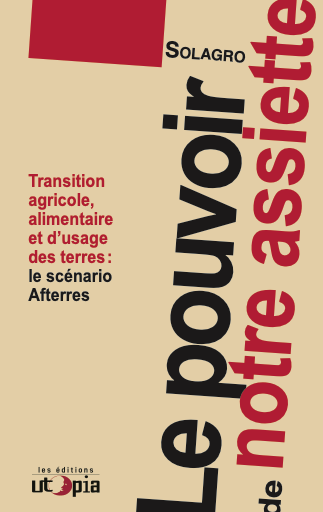 SOLAGRO
Le pouvoir
de notre assiette
Transition
agricole,
alimentaire
et d’usage
des terres :
le scénario
Afterres
les éditions
utopia